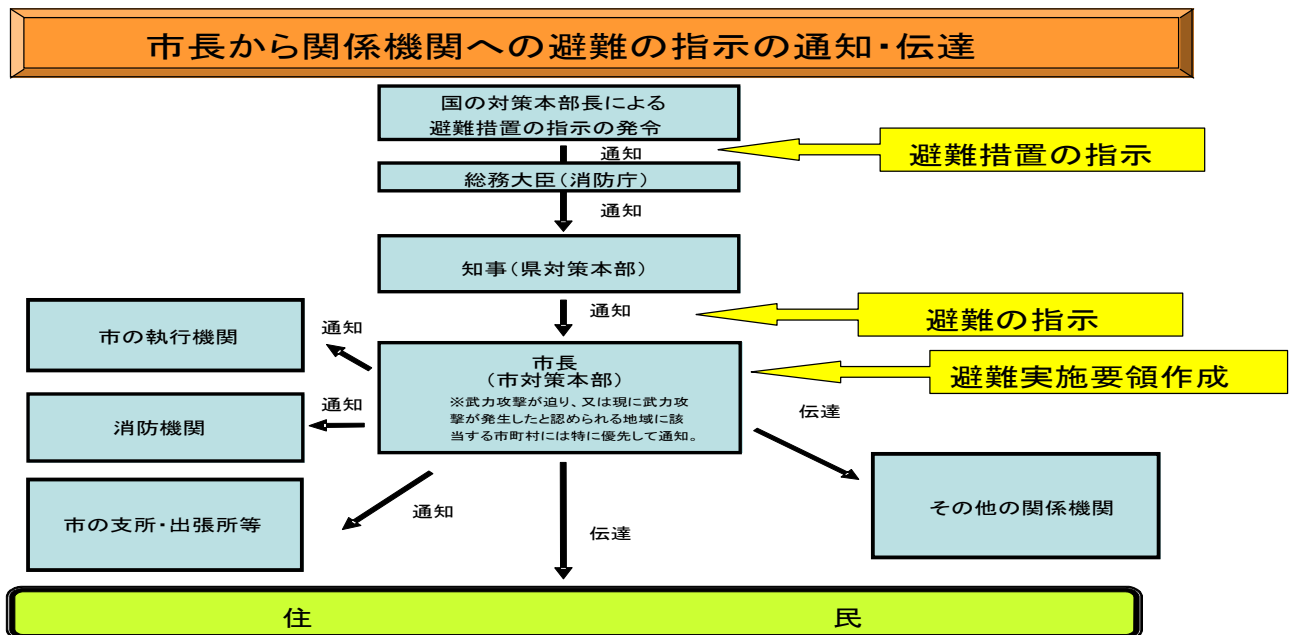 市長から関係機関への避難の指示の通知･伝達
国の対策本部長による
避難措置の指示の発令
通知
避難措置の指示
総務大臣(消防庁)
通知
知事(県対策本部)
通知
避難の指示
市の執行機関
通知
市長
(市対策本部)
※武力攻撃が迫り、又は現に武力攻
撃が発生したと認められる地域に該
当する市町村には特に優先して通知。
避難実施要領作成
消防機関
通知
伝達
市の支所･出張所等
通知
伝達
その他の関係機関
住 民